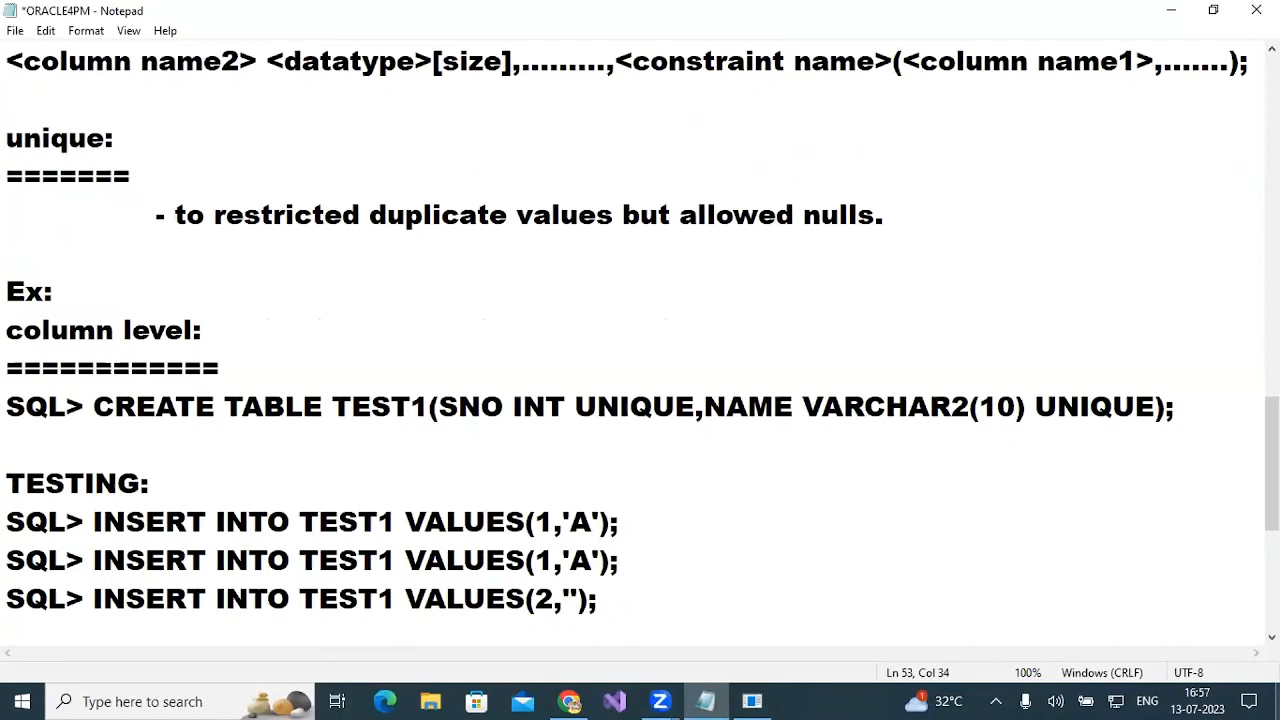 *ORACLE4PM - Notepad
File Edit Format View Help
<column name2> <datatype>[size],.........,<constraint name>(<column name1>,.......);
unique:
=======
- to restricted duplicate values but allowed nulls.
Ex:
column level:
============
SQL> CREATE TABLE TEST1(SNO INT UNIQUE,NAME VARCHAR2(10) UNIQUE);
TESTING:
SQL> INSERT INTO TEST1 VALUES(1,'A');
SQL> INSERT INTO TEST1 VALUES(1,'A');
SQL> INSERT INTO TEST1 VALUES(2,'');
Ln 53, Col 34 100% Windows (CRLF) UTF-8
Type here to search 1 32°C ENG 16:57
13-07-2023